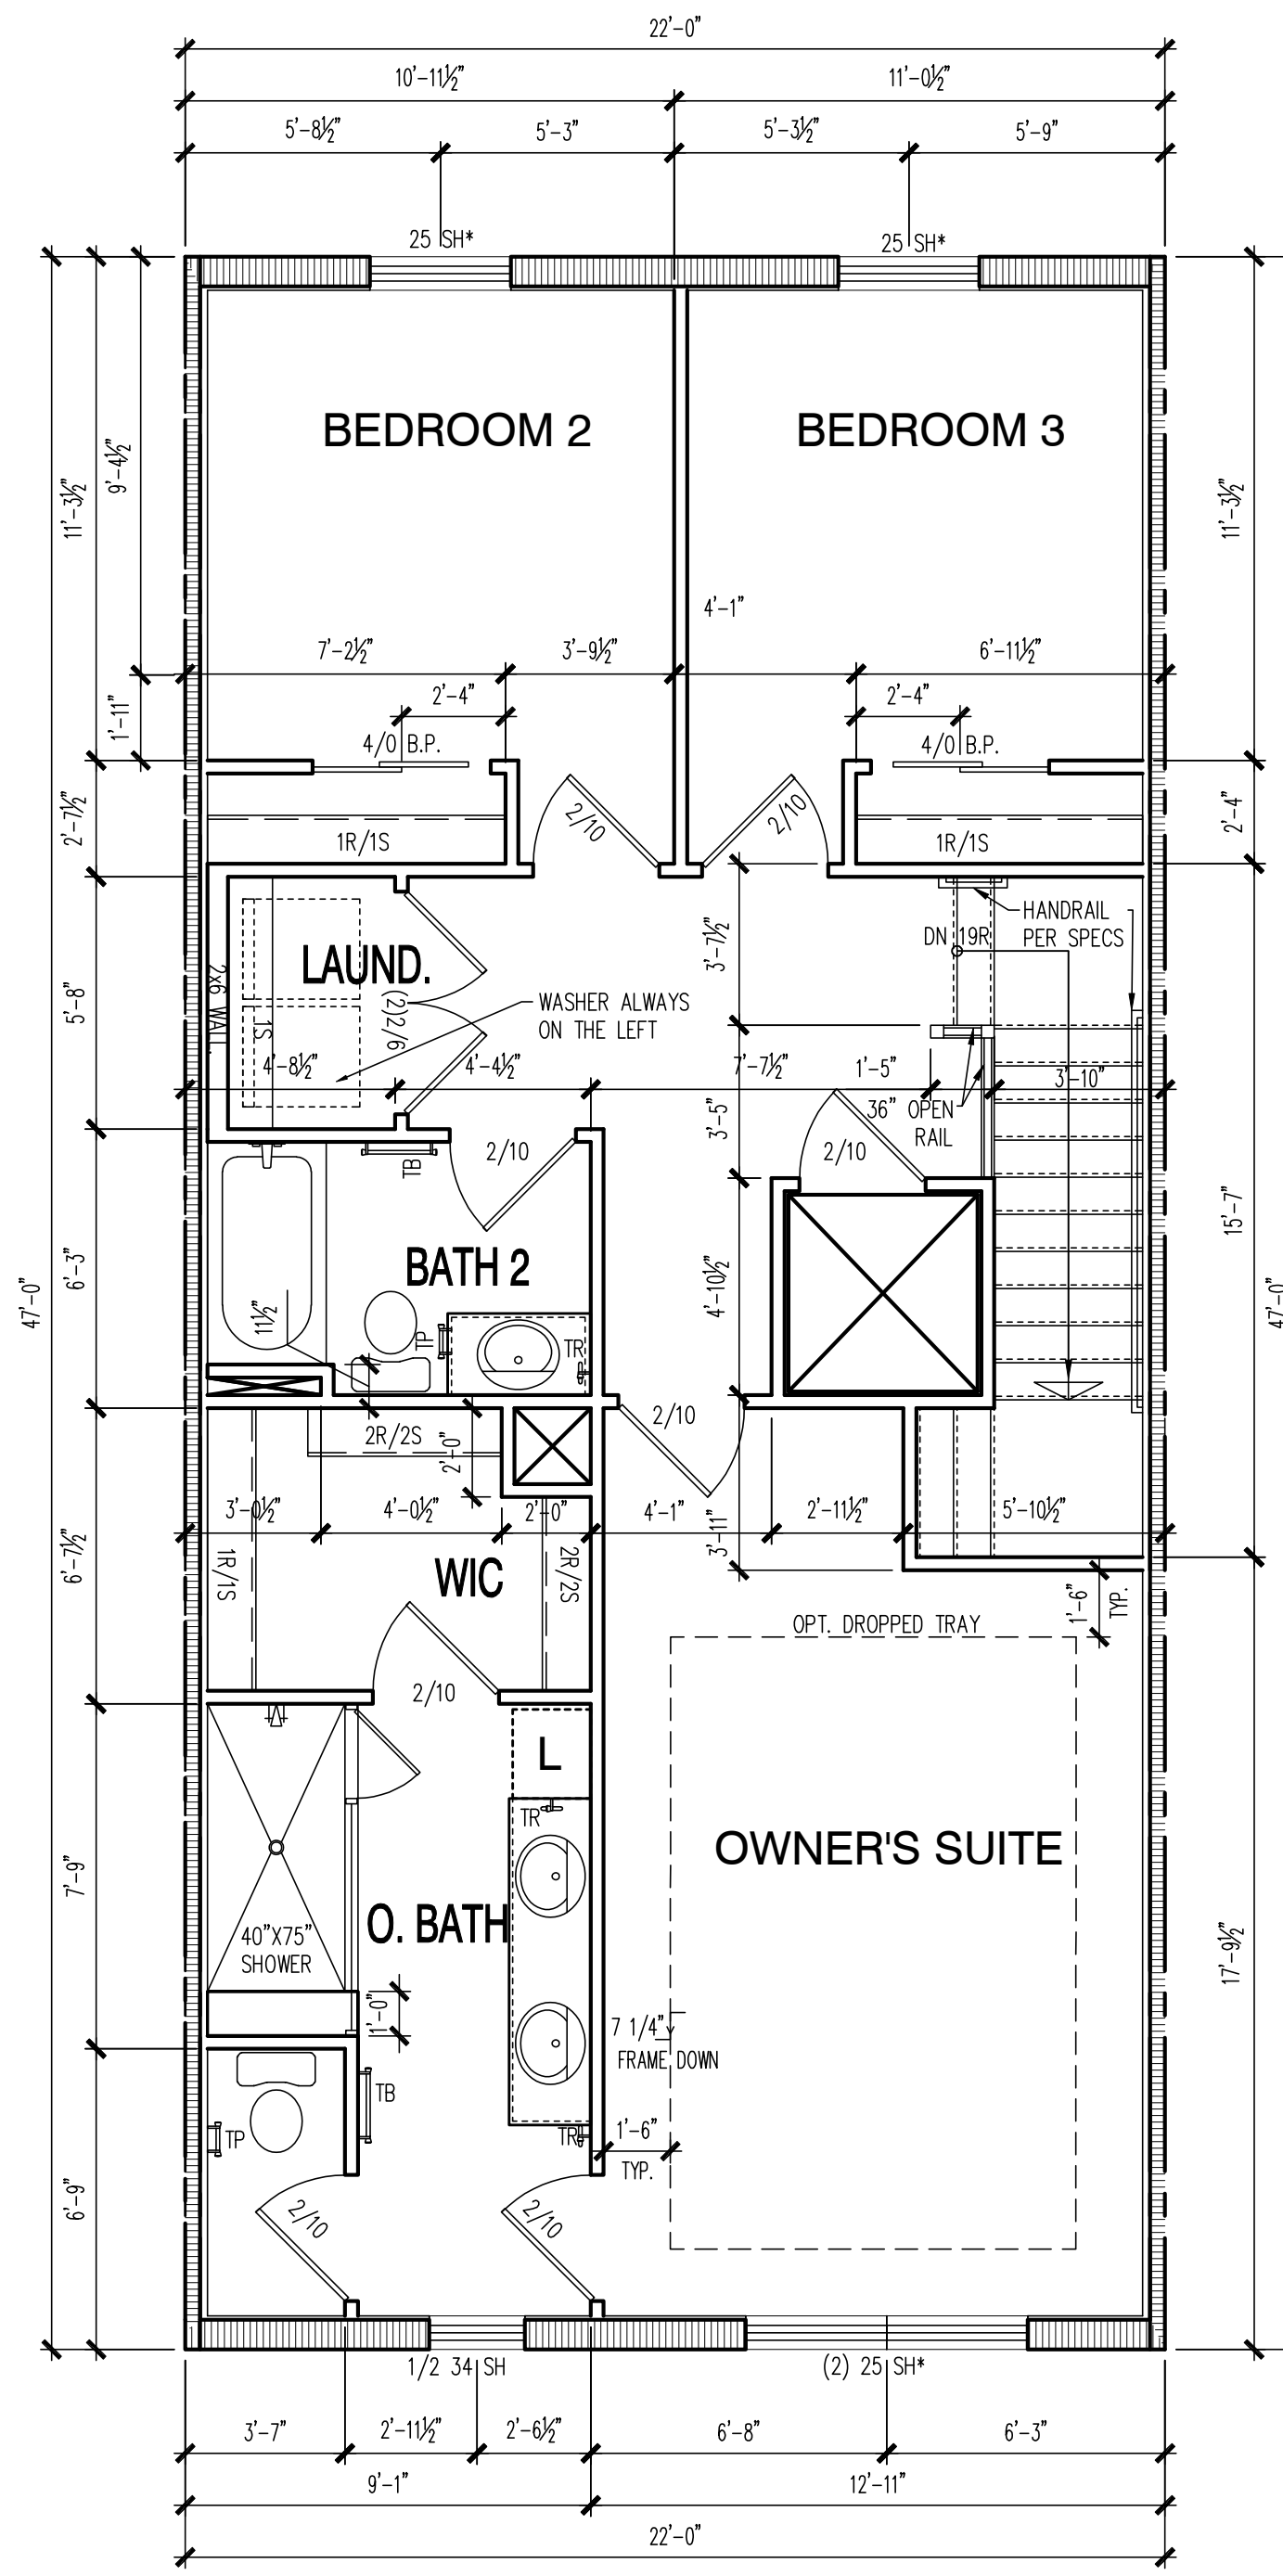 22'-0"
10'-11½"
11'-0½"
5'-8½"
5'-3"
5'-3½"
5'-9"
25 SH*
25 SH*
BEDROOM 2
BEDROOM 3
9'-4½"
11'-3½"
11'-3½"
4'-1"
7'-2½"
3'-9½"
6'-11½"
2'-4"
2'-4"
1'-11"
4/0 B.P.
4/0 B.P.
2'-7½"
2/10
2/10
2'-4"
1R/1S
1R/1S
HANDRAIL
PER SPECS
DN 19R
3'-7½"
LAUND.
2x6 WALL
1S
(2)2/6
WASHER ALWAYS
ON THE LEFT
5'-8"
4'-8½"
4'-4½"
7'-7½"
1'-5"
3'-10"
36" OPEN
RAIL
3'-5"
2/10
2/10
TB
15'-7"
6'-3"
BATH 2
4'-10½"
47'-0"
47'-0"
11½"
TP
TR
2/10
2R/2S
2'-0"
3'-0½"
4'-0½"
2'-0"
4'-1"
2'-11½"
5'-10½"
3'-11"
6'-7½"
1R/1S
WIC
2R/2S
1'-6"
TYP.
OPT. DROPPED TRAY
2/10
L
TR
OWNER'S SUITE
7'-9"
O. BATH
40"X75"
SHOWER
17'-9½"
1'-0"
7 1/4"
FRAME DOWN
TB
TP
TR
1'-6"
TYP.
6'-9"
2/10
2/10
1/2 34 SH
(2) 25 SH*
3'-7"
2'-11½"
2'-6½"
6'-8"
6'-3"
9'-1"
12'-11"
22'-0"